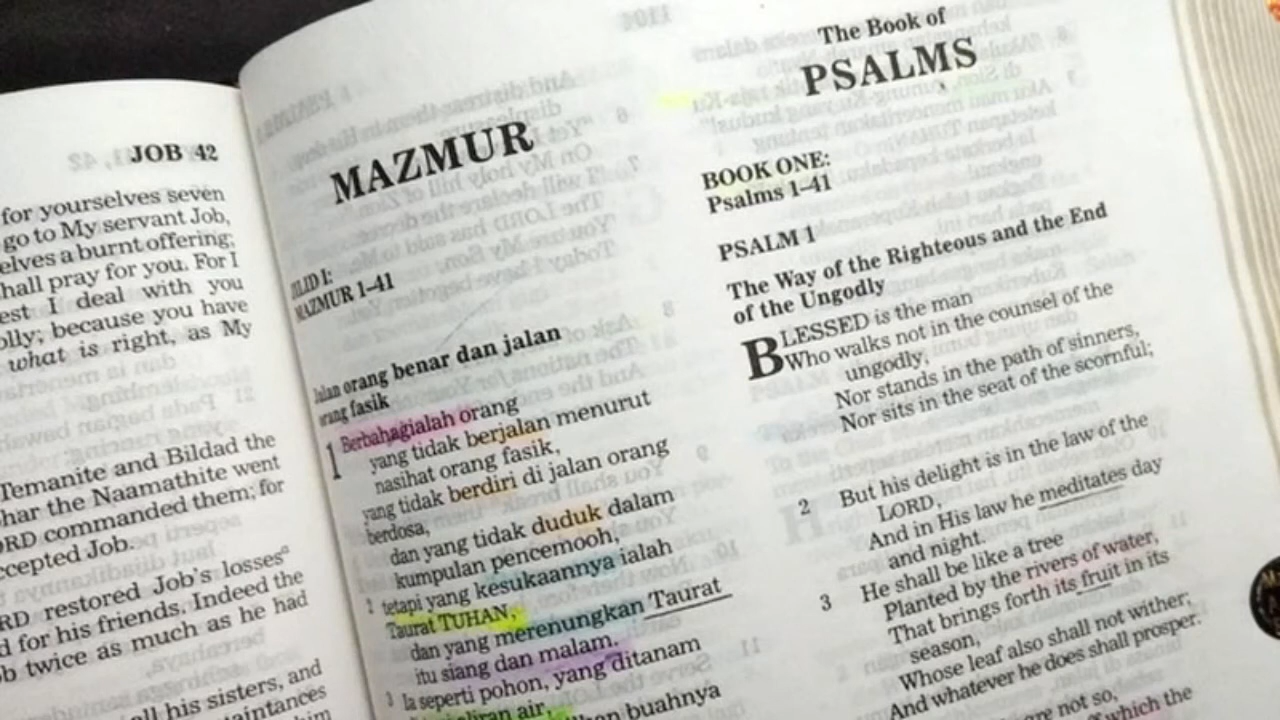 JOB 42
for yourselves seven
go to My servant Job,
a burnt offering;
shall pray for you. For I
I deal with you
because you have
what is right, as My
Temanite and Bildad the
the Naamathite went
commanded them; for
accepted Job.
restored Job's losses
for his friends. Indeed the
twice as much as he had
all his sisters, and
MAZMUR
MAZMUR 1–41
Jalan orang benar dan jalan
orang fasik
1 Berbahagialah orang
yang tidak berjalan menurut
nasihat orang fasik,
yang tidak berdiri di jalan orang
berdosa,
dan yang tidak duduk dalam
kumpulan pencemooh,
2 tetapi yang kesukaannya ialah
Taurat TUHAN,
dan yang merenungkan Taurat
itu siang dan malam.
3 Ia seperti pohon, yang ditanam
aliran air,
buahnya
The Book of
PSALMS
BOOK ONE:
Psalms 1–41
PSALM 1
The Way of the Righteous and the End
of the Ungodly
BLESSED is the man
Who walks not in the counsel of the
ungodly,
Nor stands in the path of sinners,
Nor sits in the seat of the scornful;
2 But his delight is in the law of the
LORD,
And in His law he meditates day
and night.
3 He shall be like a tree
Planted by the rivers of water,
That brings forth its fruit in its
season,
Whose leaf also shall not wither;
And whatever he does shall prosper.
are not so,
which the